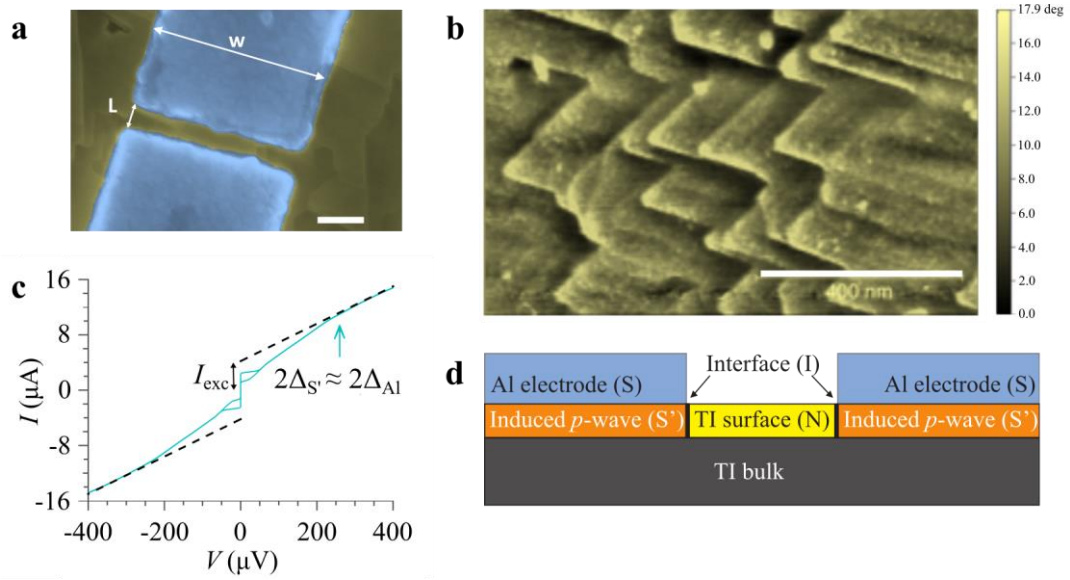 a
w
L
b
17.9 deg
16.0
14.0
12.0
10.0
8.0
6.0
4.0
2.0
0.0
400 nm
c
16
8
0
-8
-16
I (μA)
I_exc
2Δ_S' ≈ 2Δ_Al
-400 -200 0 200 400
V (μV)
d
Interface (I)
Al electrode (S) Al electrode (S)
Induced p-wave (S’) TI surface (N) Induced p-wave (S’)
TI bulk